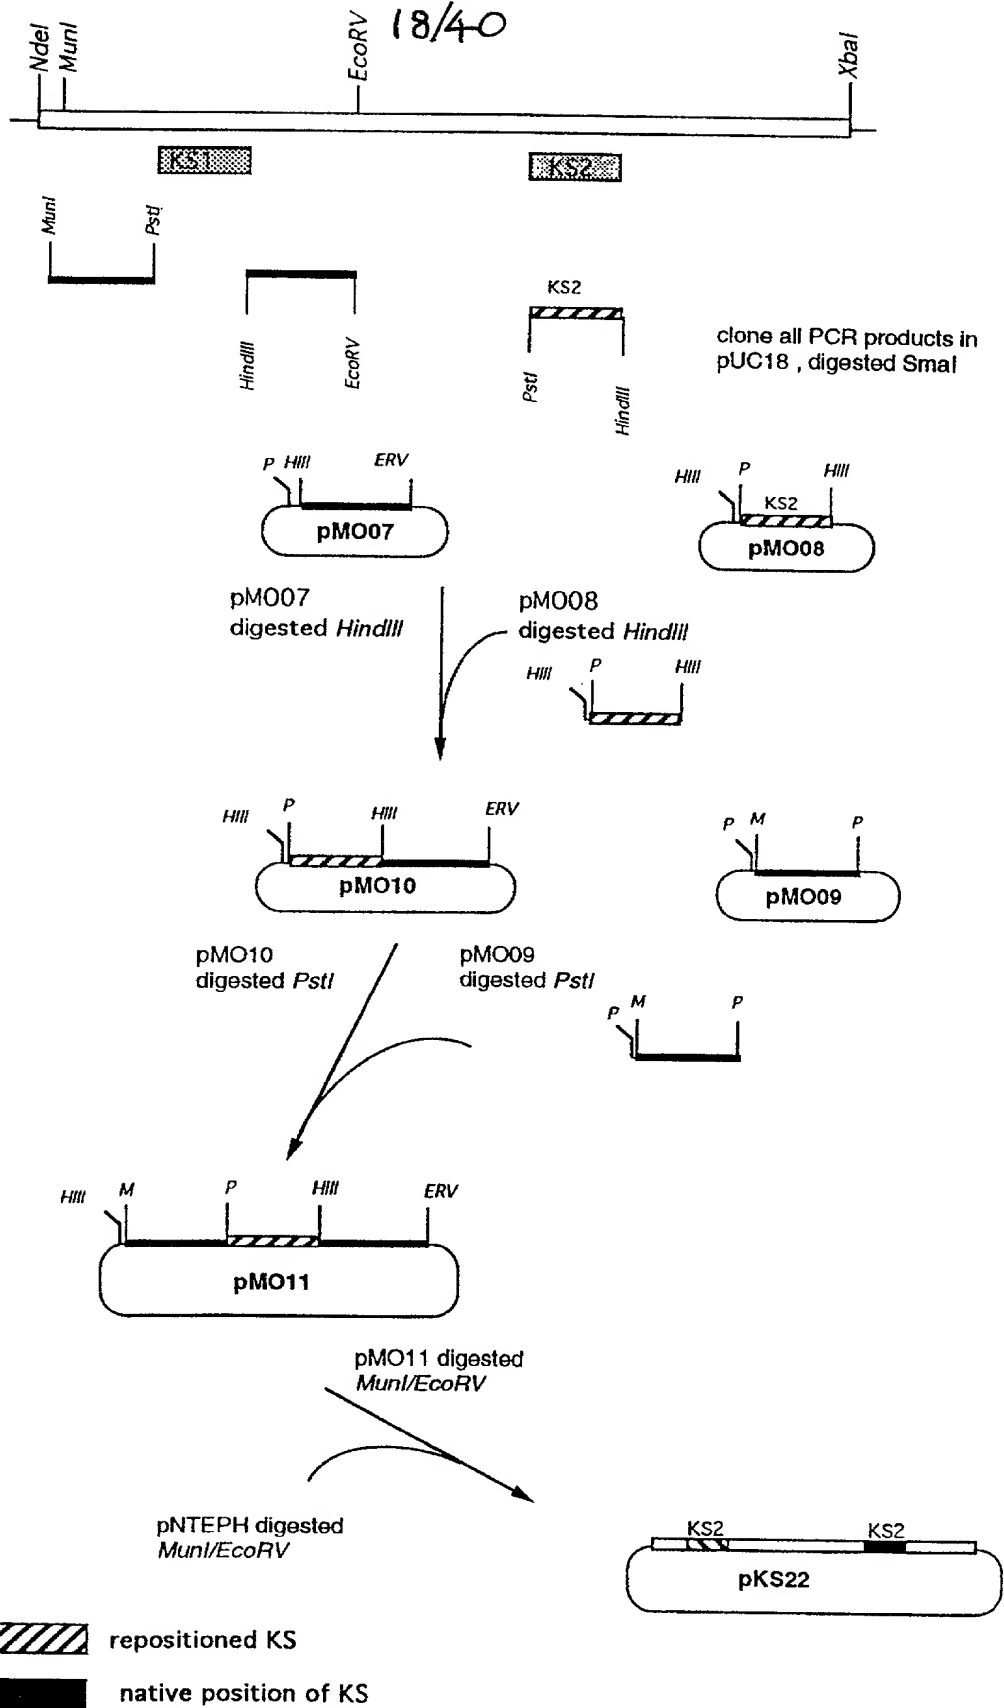 18/40
NdeI
MunI
EcoRV
XbaI
KS1
KS2
MunI
PstI
KS2
HindIII
EcoRV
PstI
HindIII
clone all PCR products in
pUC18 , digested SmaI
P HIII ERV
pMO07
HIII P HIII
KS2
pMO08
pMO07
digested HindIII
pMO08
digested HindIII
HIII P HIII
HIII P HIII ERV
pMO10
P M P
pMO09
pMO10
digested PstI
pMO09
digested PstI
P M P
HIII M P HIII ERV
pMO11
pMO11 digested
MunI/EcoRV
pNTEPH digested
MunI/EcoRV
KS2 KS2
pKS22
repositioned KS
native position of KS